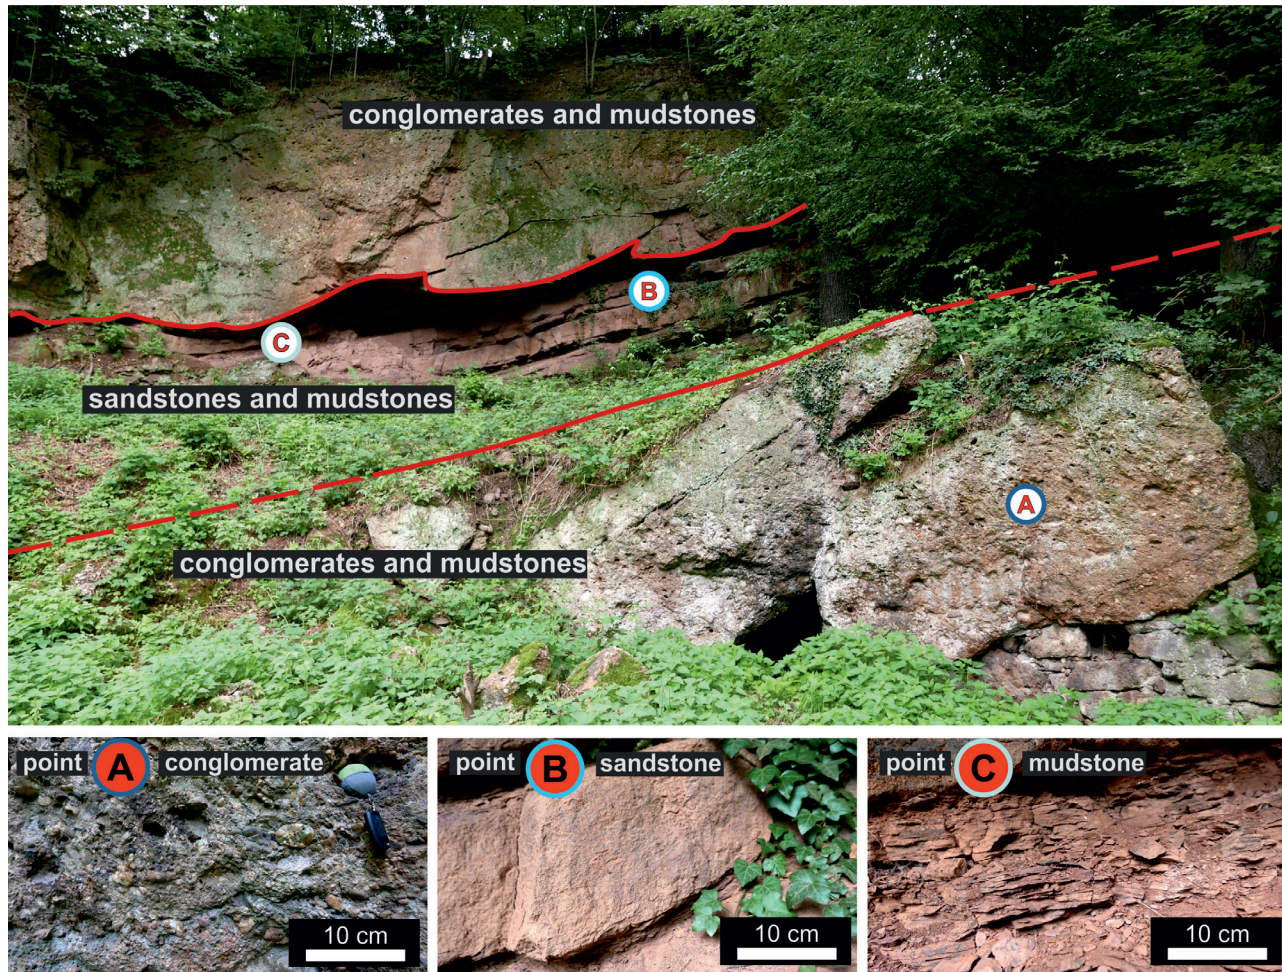 conglomerates and mudstones
B
C
sandstones and mudstones
A
conglomerates and mudstones
point A conglomerate
10 cm
point B sandstone
10 cm
point C mudstone
10 cm